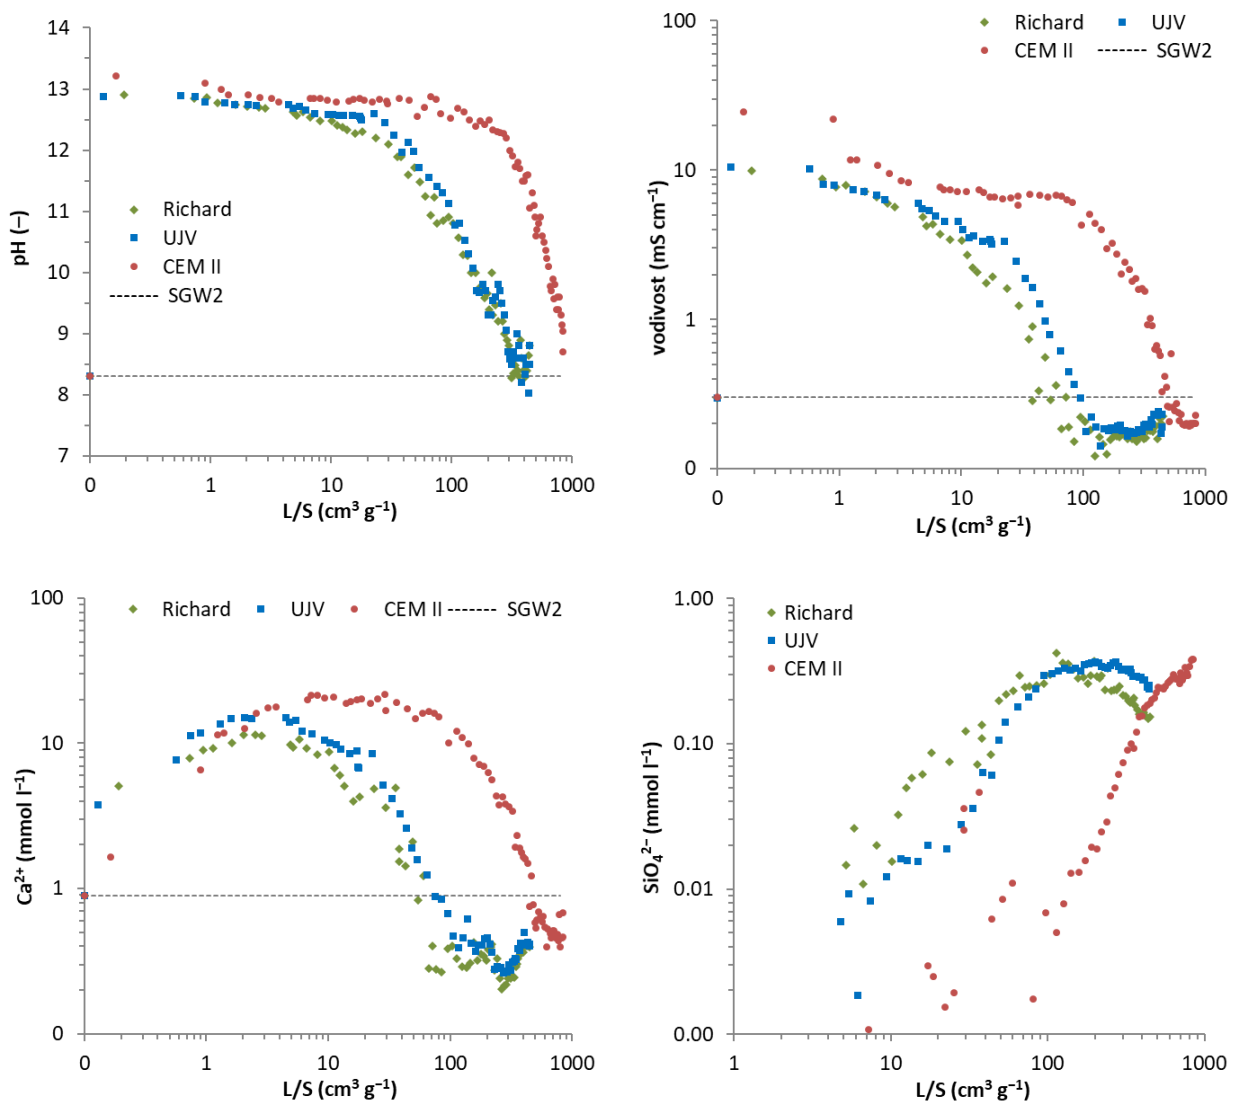 14
13
12
11
10
9
8
7
pH (–)
Richard
UJV
CEM II
SGW2
0
1
10
100
1000
L/S (cm³ g⁻¹)
Richard
UJV
CEM II
SGW2
100
10
1
0
vodivost (mS cm⁻¹)
0
1
10
100
1000
L/S (cm³ g⁻¹)
Richard
UJV
CEM II
SGW2
100
10
1
0
Ca²⁺ (mmol l⁻¹)
0
1
10
100
1000
L/S (cm³ g⁻¹)
Richard
UJV
CEM II
1.00
0.10
0.01
0.00
SiO₄²⁻ (mmol l⁻¹)
1
10
100
1000
L/S (cm³ g⁻¹)